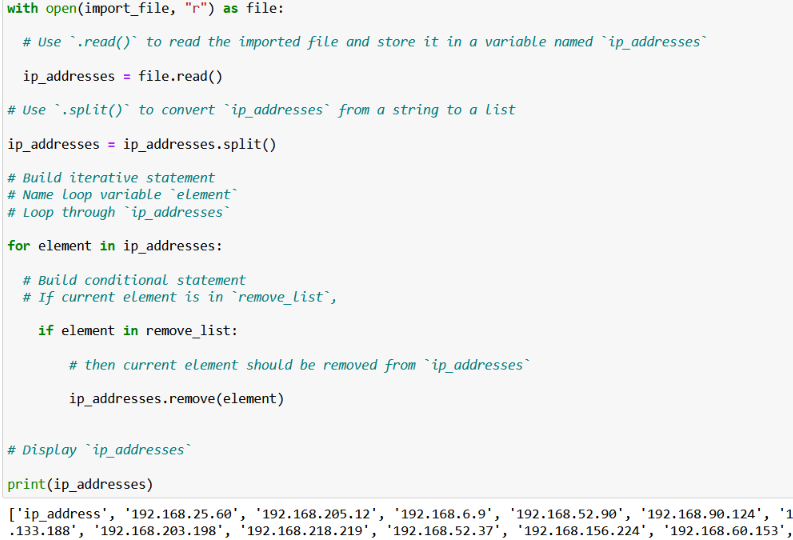 with open(import_file, "r") as file:
# Use `.read()` to read the imported file and store it in a variable named `ip_addresses`
ip_addresses = file.read()
# Use `.split()` to convert `ip_addresses` from a string to a list
ip_addresses = ip_addresses.split()
# Build iterative statement
# Name loop variable `element`
# Loop through `ip_addresses`
for element in ip_addresses:
# Build conditional statement
# If current element is in `remove_list`,
if element in remove_list:
# then current element should be removed from `ip_addresses`
ip_addresses.remove(element)
# Display `ip_addresses`
print(ip_addresses)
['ip_address', '192.168.25.60', '192.168.205.12', '192.168.6.9', '192.168.52.90', '192.168.90.124', '1
.133.188', '192.168.203.198', '192.168.218.219', '192.168.52.37', '192.168.156.224', '192.168.60.153',